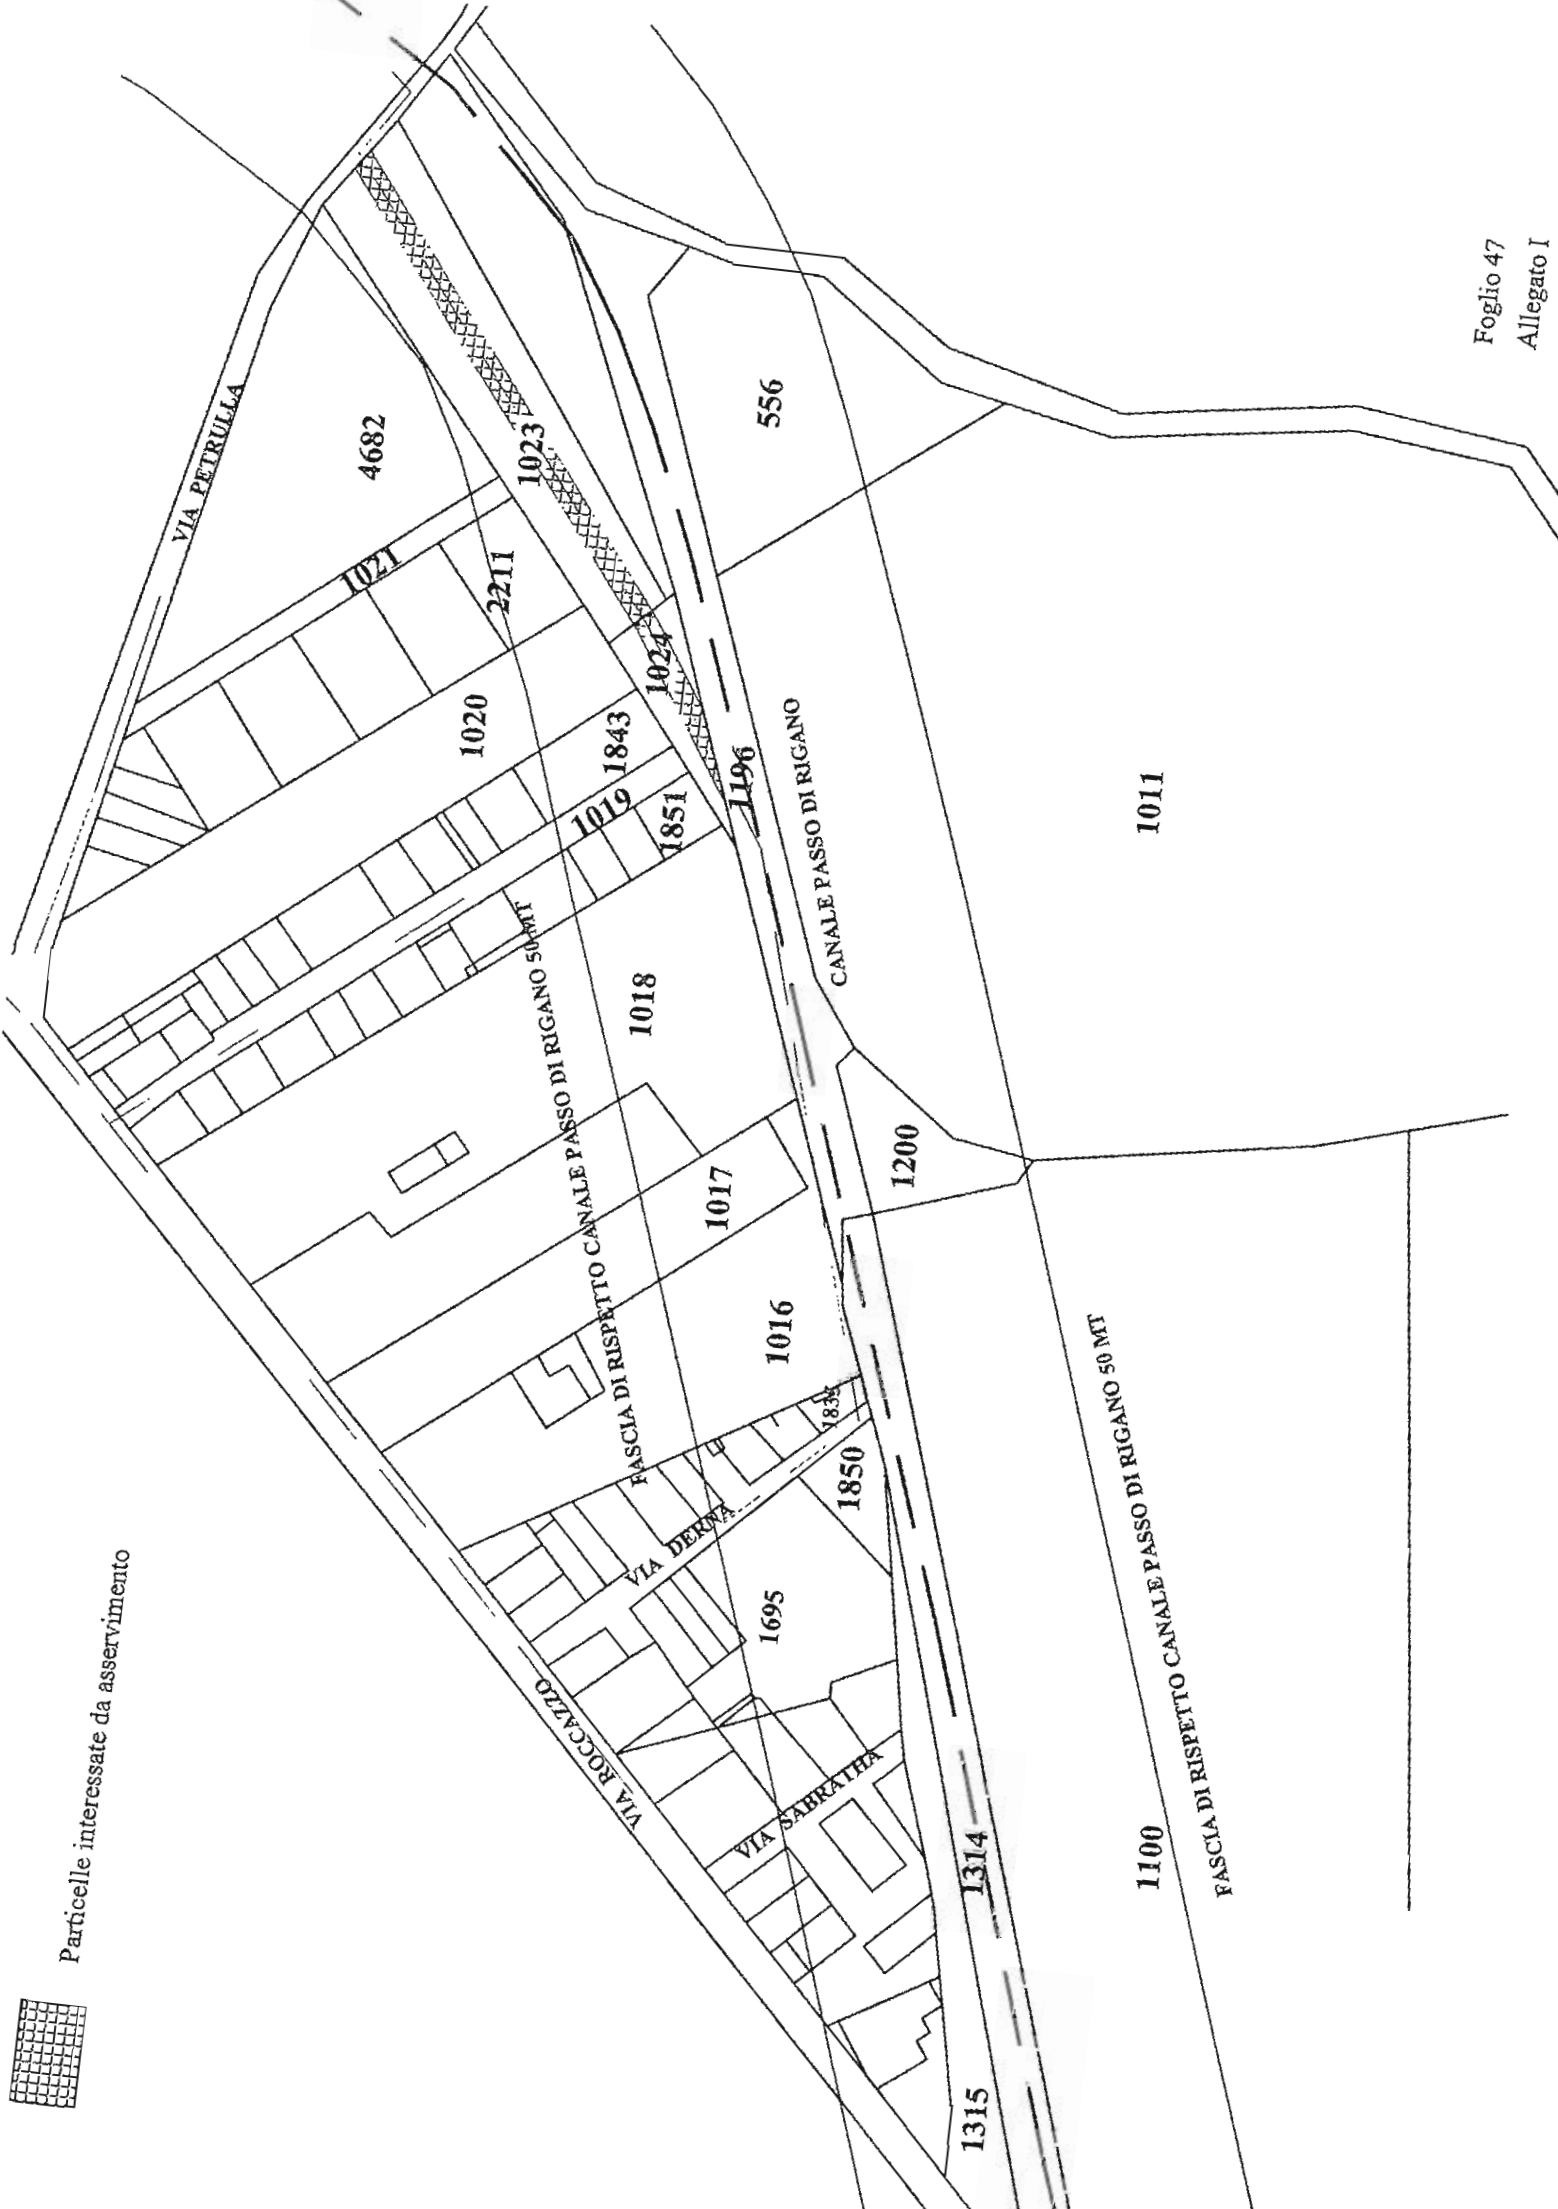 Particelle interessate da asservimento
VIA PETRULLA
4682
1021
1023
2211
1020
1024
1843
1019
1851
1196
556
CANALE PASSO DI RIGANO
1011
FASCIA DI RISPETTO CANALE PASSO DI RIGANO 50 MT
1018
1017
1200
1016
1850
VIA DERNA
1695
VIA ROCCAZZO
VIA SABRATHA
1314
1315
1100
FASCIA DI RISPETTO CANALE PASSO DI RIGANO 50 MT
Foglio 47
Allegato I